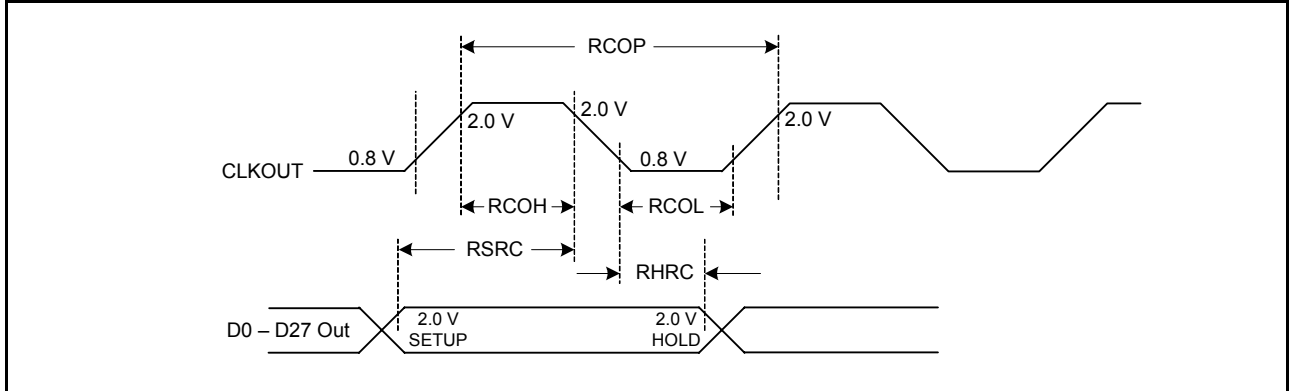 RCOP
2.0 V
2.0 V
2.0 V
0.8 V
0.8 V
CLKOUT
RCOH
RCOL
RSRC
RHRC
D0 – D27 Out
2.0 V
2.0 V
SETUP
HOLD